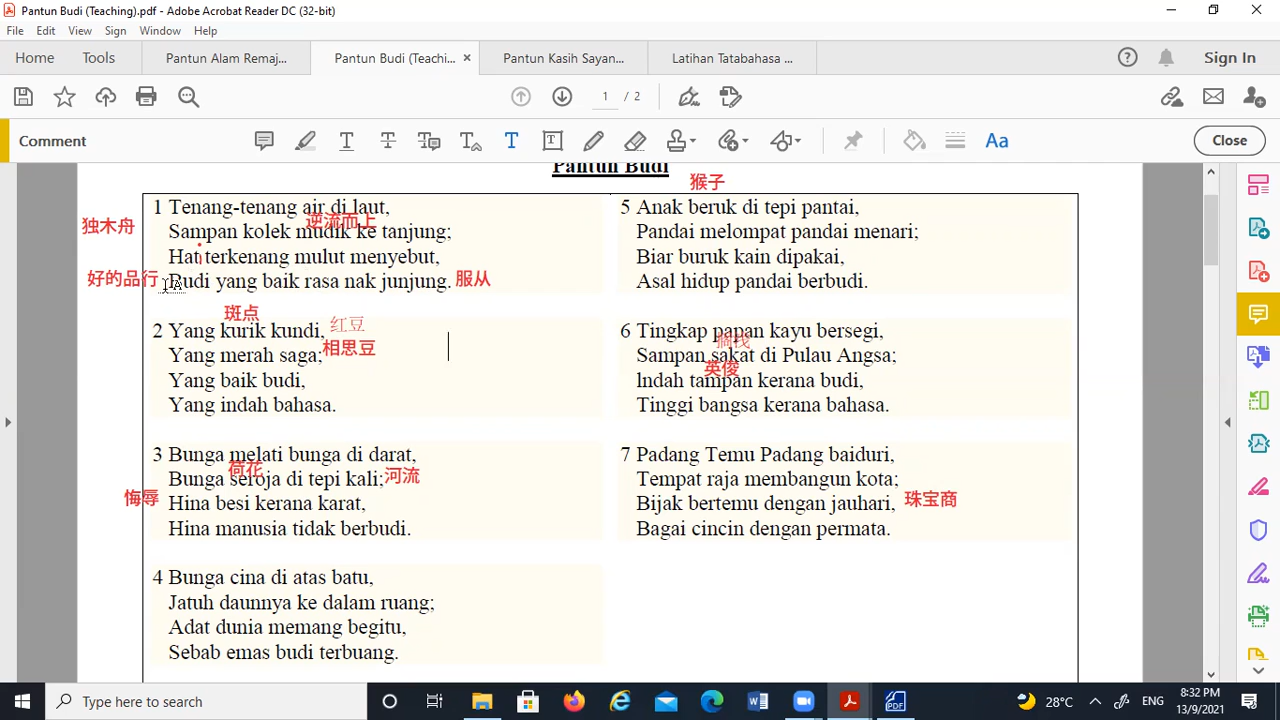 Pantun Budi (Teaching).pdf - Adobe Acrobat Reader DC (32-bit)
File Edit View Sign Window Help
Home Tools Pantun Alam Remaj... Pantun Budi (Teachi... × Pantun Kasih Sayan... Latihan Tatabahasa ... Sign In
1 / 2
Comment Close
Pantun Budi
猴子
1 Tenang-tenang air di laut,
独木舟
逆流而上
Sampan kolek mudik ke tanjung;
Hati terkenang mulut menyebut,
好的品行
Budi yang baik rasa nak junjung. 服从
斑点
2 Yang kurik kundi, 红豆
Yang merah saga; 相思豆
Yang baik budi,
Yang indah bahasa.
3 Bunga melati bunga di darat,
荷花
Bunga seroja di tepi kali; 河流
侮辱
Hina besi kerana karat,
Hina manusia tidak berbudi.
4 Bunga cina di atas batu,
Jatuh daunnya ke dalam ruang;
Adat dunia memang begitu,
Sebab emas budi terbuang.
5 Anak beruk di tepi pantai,
Pandai melompat pandai menari;
Biar buruk kain dipakai,
Asal hidup pandai berbudi.
6 Tingkap papan kayu bersegi,
Sampan sakat di Pulau Angsa;
英俊
lndah tampan kerana budi,
Tinggi bangsa kerana bahasa.
7 Padang Temu Padang baiduri,
Tempat raja membangun kota;
Bijak bertemu dengan jauhari, 珠宝商
Bagai cincin dengan permata.
Type here to search
28°C ENG 8:32 PM
13/9/2021